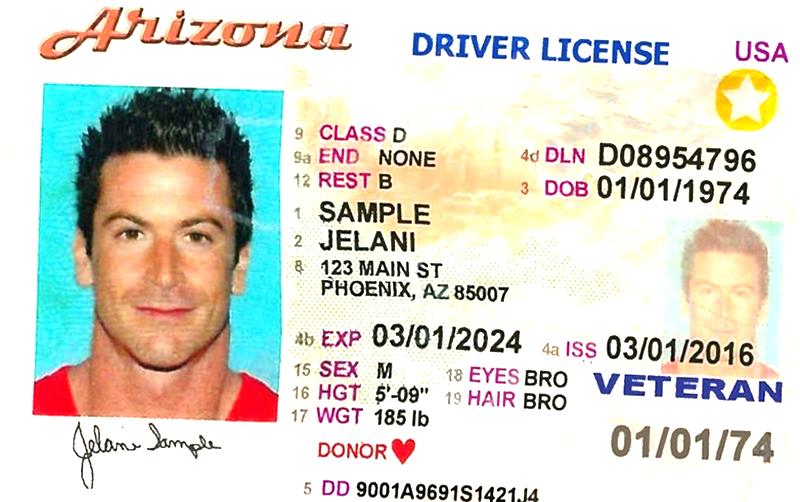 Arizona DRIVER LICENSE USA
9 CLASS D
9a END NONE 4d DLN D08954796
12 REST B 3 DOB 01/01/1974
1 SAMPLE
2 JELANI
8 123 MAIN ST
PHOENIX, AZ 85007
4b EXP 03/01/2024 4a ISS 03/01/2016
15 SEX M 18 EYES BRO VETERAN
16 HGT 5'-09" 19 HAIR BRO
17 WGT 185 lb 01/01/74
Jelani Sample
DONOR
5 DD 9001A9691S1421J4